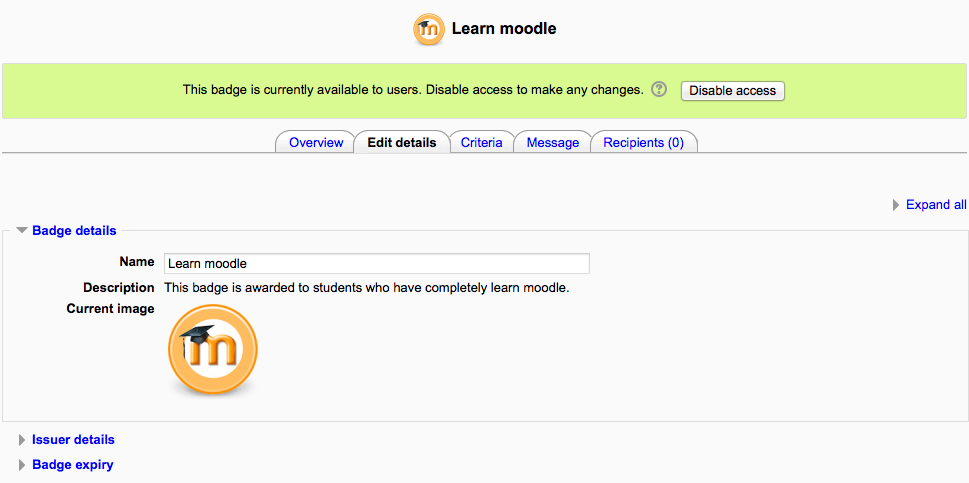 Learn moodle
This badge is currently available to users. Disable access to make any changes. ? Disable access
Overview Edit details Criteria Message Recipients (0)
Expand all
Badge details
Name Learn moodle
Description This badge is awarded to students who have completely learn moodle.
Current image
m
Issuer details
Badge expiry